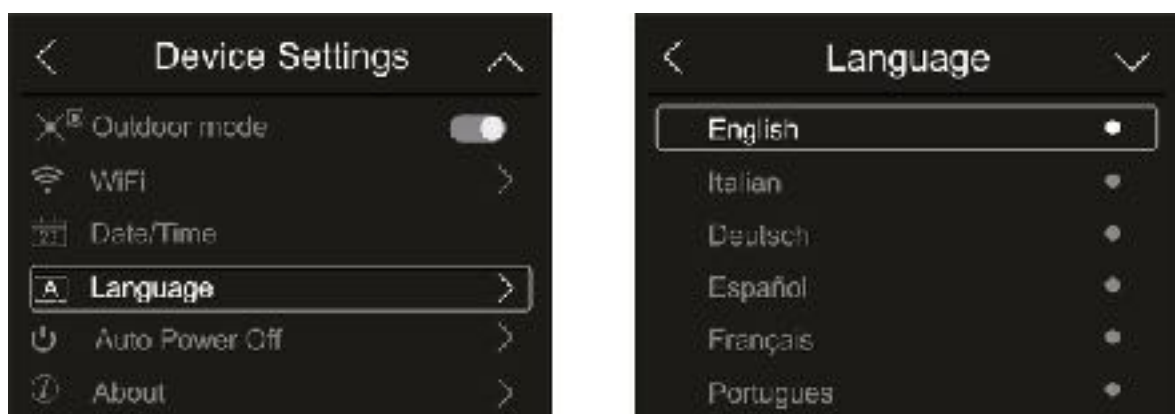 Device Settings
Outdoor mode
WiFi
21 Date/Time
A Language
Auto Power Off
i About
Language
English
Italian
Deutsch
Español
Français
Portugues